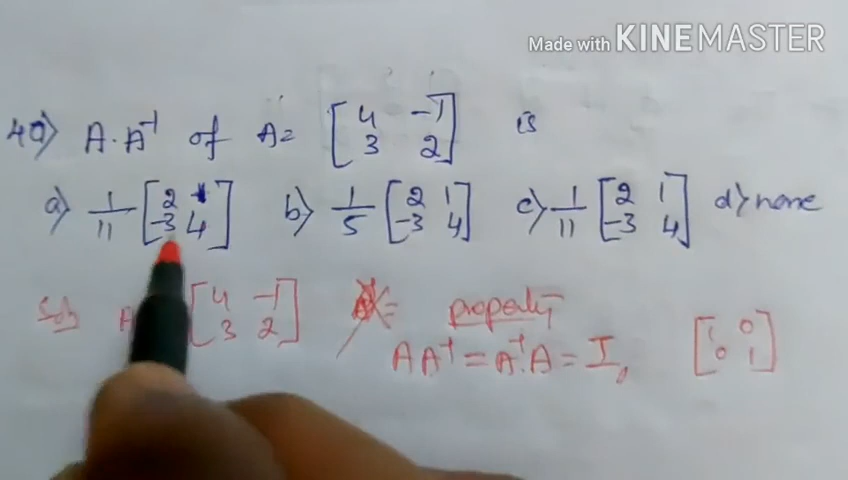 Made with KINEMASTER
40) A·A⁻¹ of A = [4 -1; 3 2] is
a) 1/11 [2 ; -3 4] b) 1/5 [2 1; -3 4] c) 1/11 [2 1; -3 4] d) none
Soln A [4 -1; 3 2] = property
AA⁻¹ = A⁻¹·A = I, [1 0; 0 1]